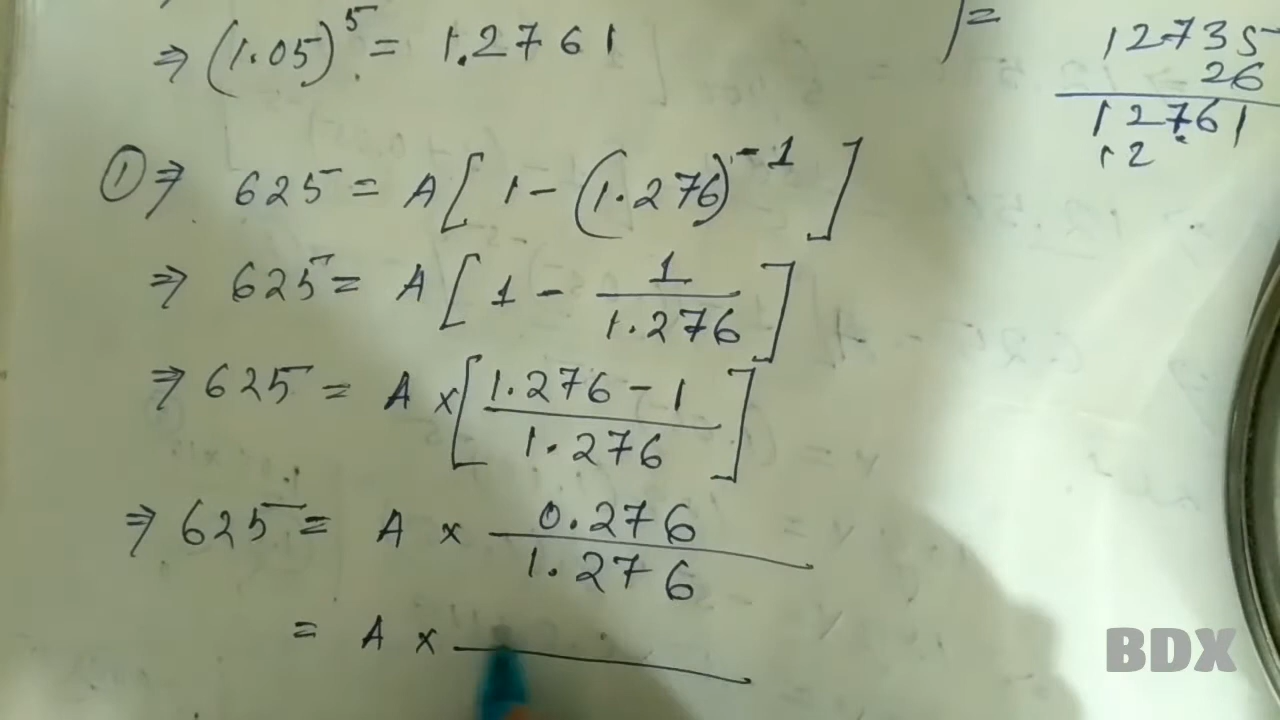 ⇒ (1.05)⁵ = 1.2761
)=
12735
26
12761
12
① ⇒ 625 = A [ 1 - (1.276)⁻¹ ]
⇒ 625 = A [ 1 - 1/1.276 ]
⇒ 625 = A × [ 1.276 - 1 / 1.276 ]
⇒ 625 = A × 0.276 / 1.276
= A ×
BDX